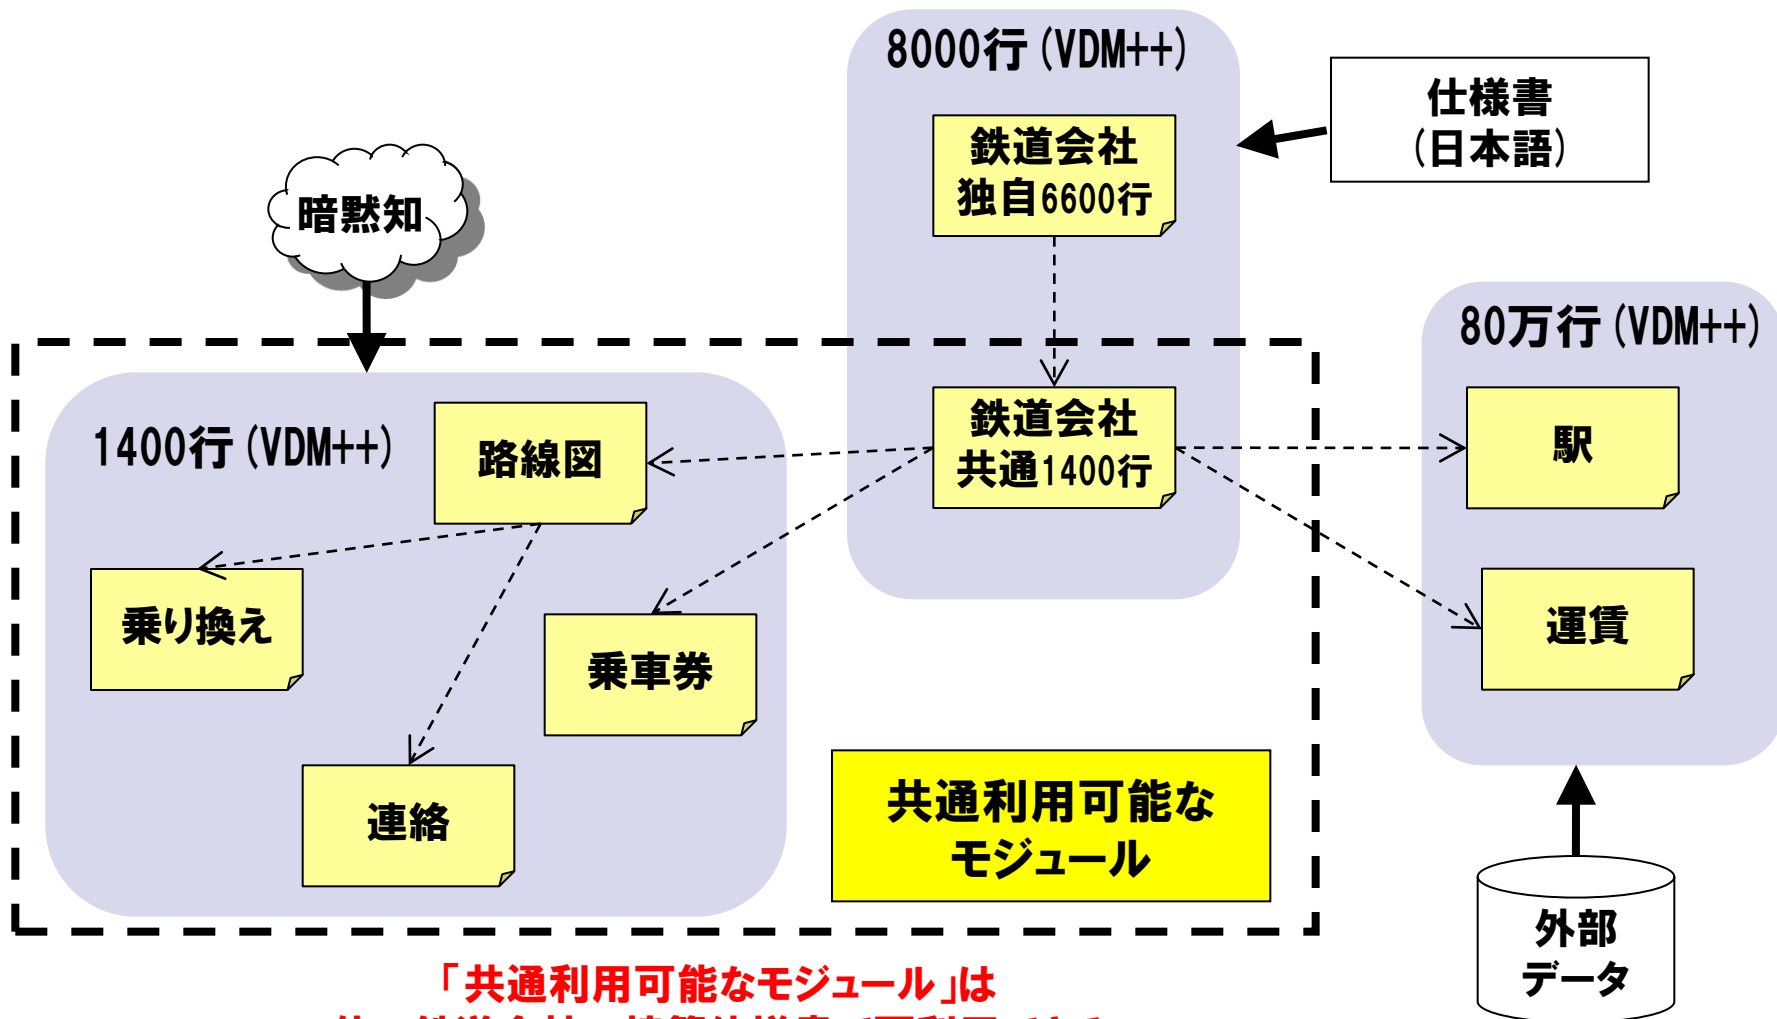 8000行(VDM++)
仕様書
(日本語)
鉄道会社
独自6600行
暗黙知
80万行(VDM++)
1400行(VDM++)
路線図
鉄道会社
共通1400行
駅
乗り換え
乗車券
運賃
連絡
共通利用可能な
モジュール
外部
データ
「共通利用可能なモジュール」は